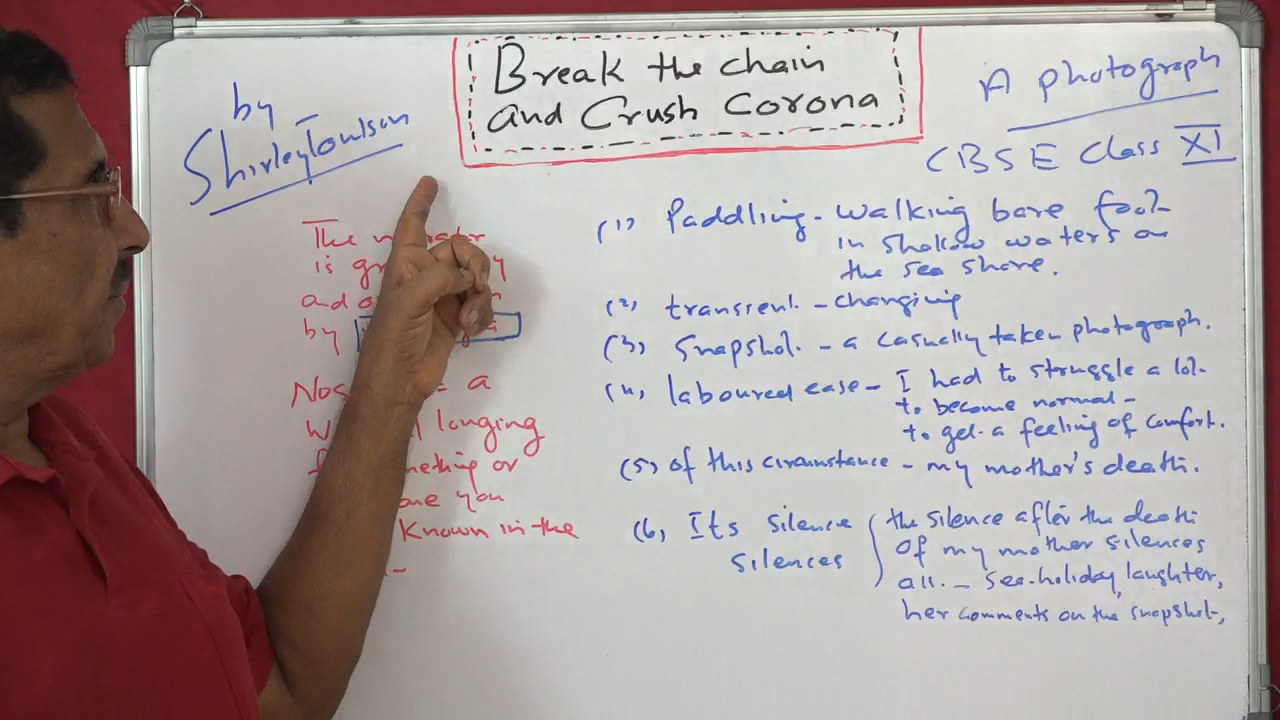 Break the chain
and Crush Corona
by
Shirley Toulson
A photograph
CBSE Class XI
The
is
and
by
= a
longing
or
you
Known in the
(1) Paddling - walking bare foot
in shallow waters on
the sea shore.
(2) transient - changing
(3) Snapshot - a casually taken photograph.
(4) laboured ease - I had to struggle a lot
to become normal -
to get a feeling of comfort.
(5) of this circumstance - my mother's death.
(6) Its silence
silences
the silence after the death
of my mother silences
all. - sea-holiday, laughter,
her comments on the snapshot,